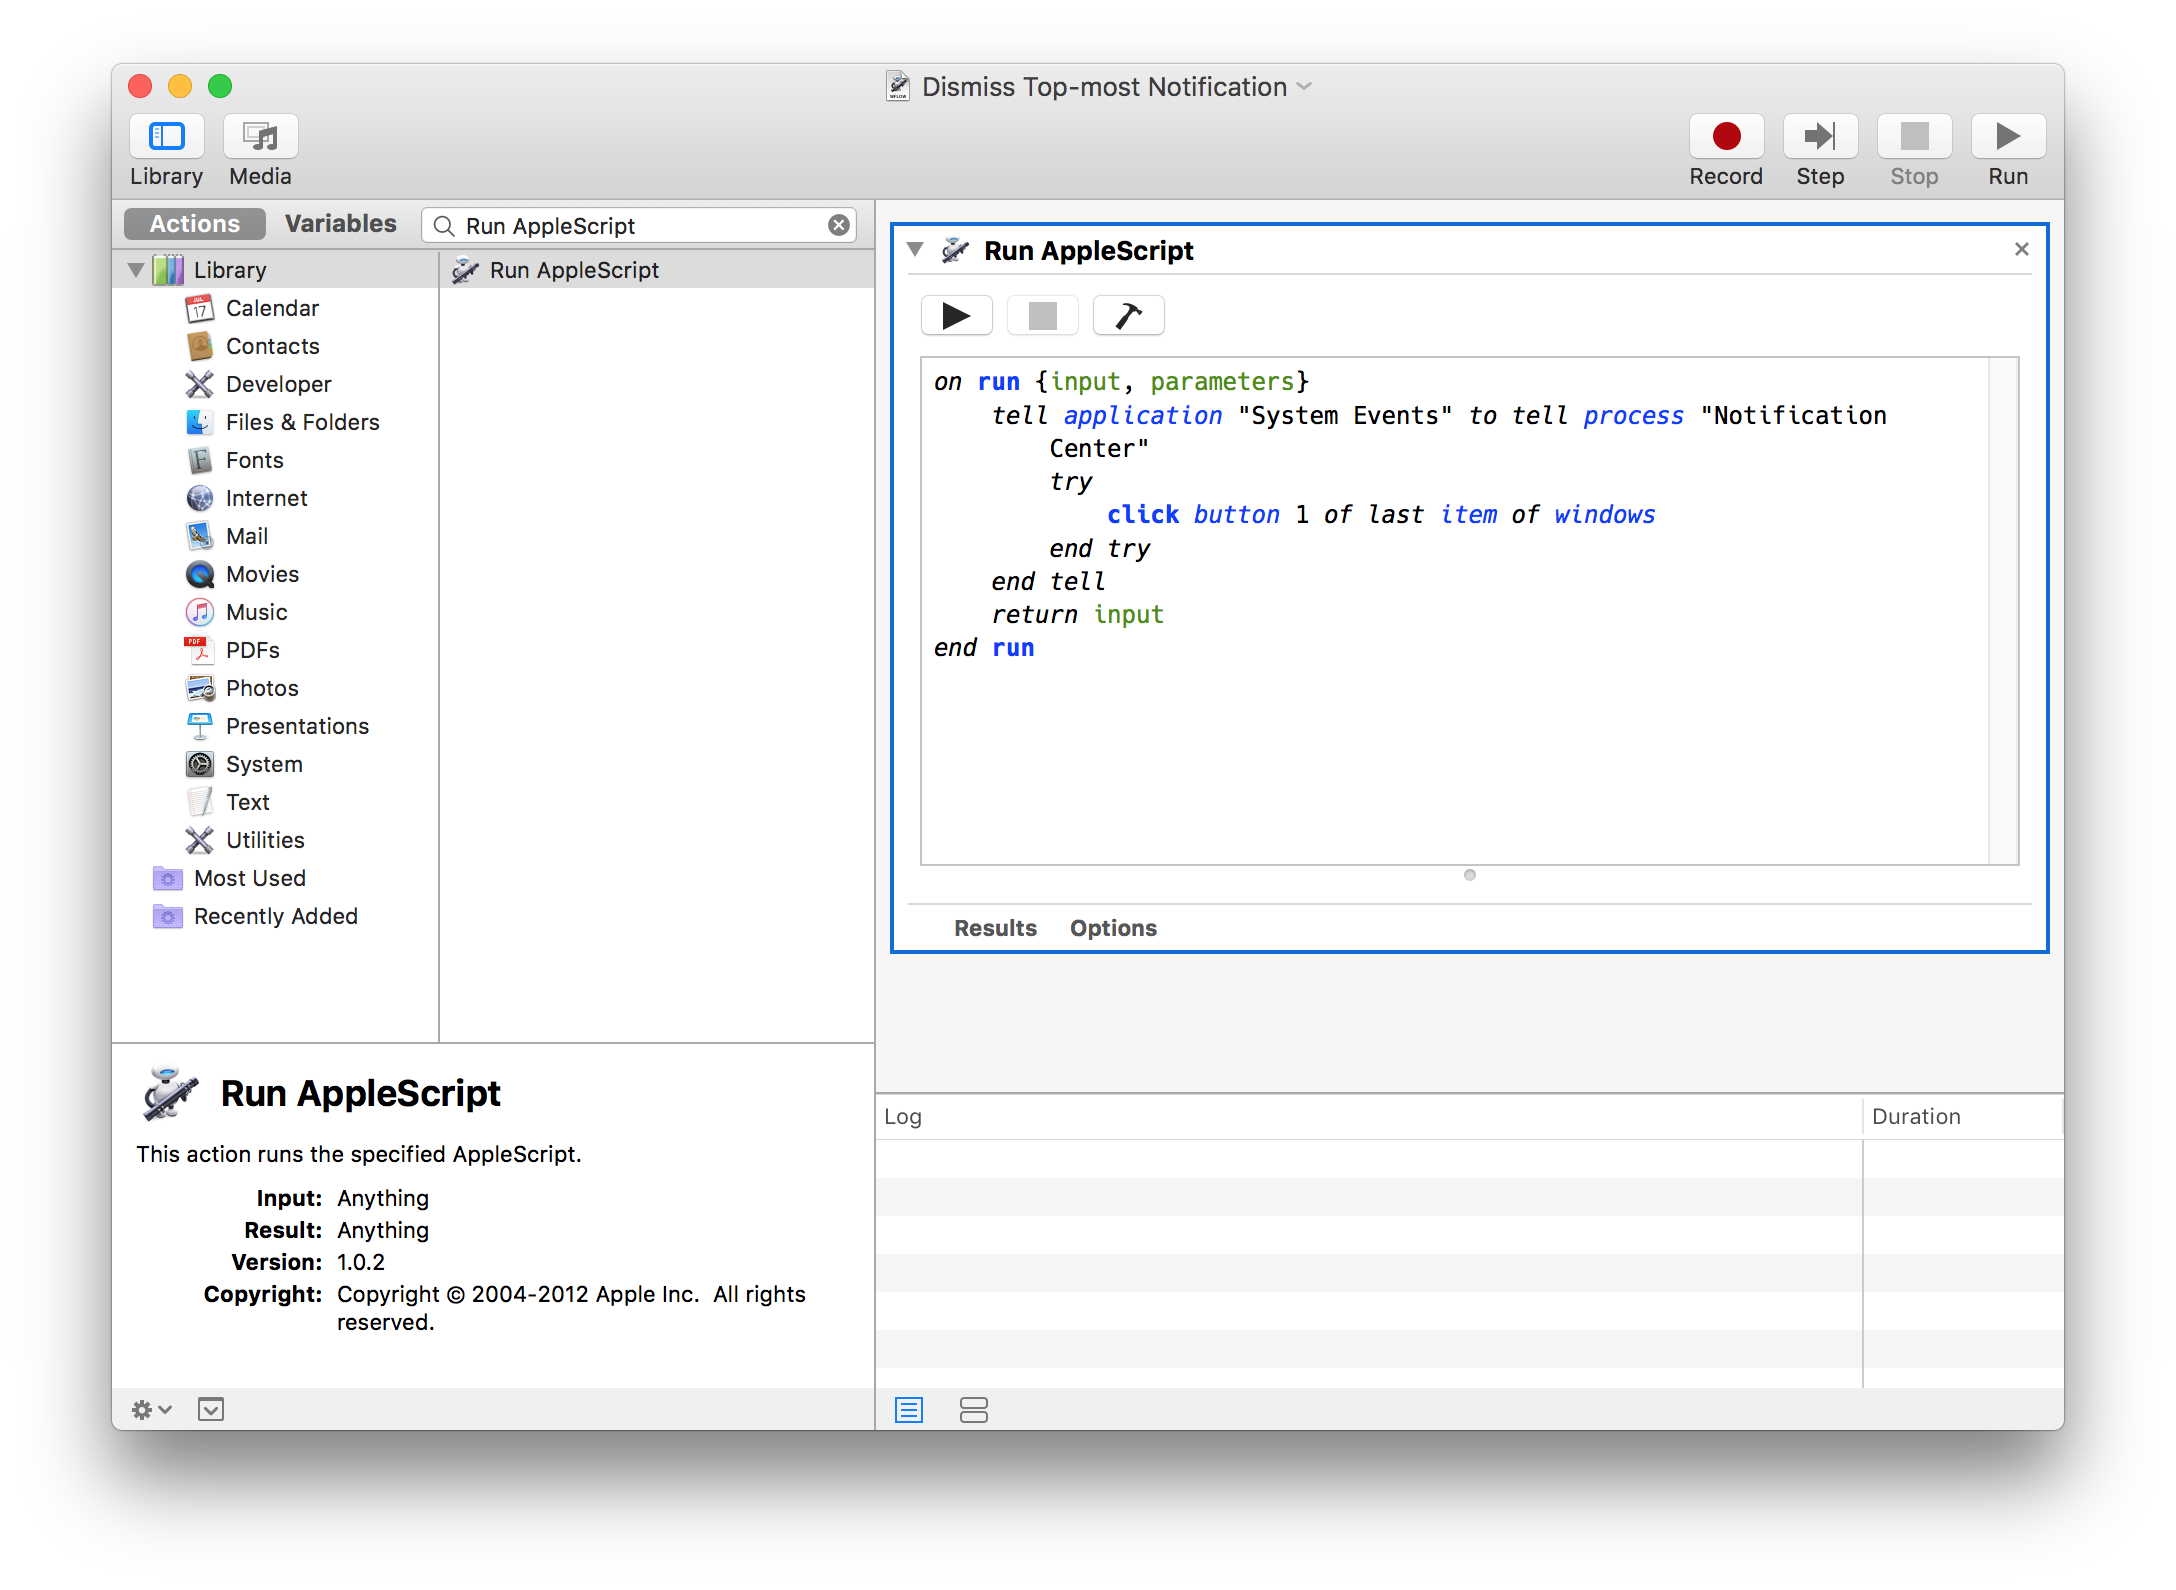 Dismiss Top-most Notification
Library
Media
Record
Step
Stop
Run
Actions
Variables
Run AppleScript
Library
Calendar
Contacts
Developer
Files & Folders
Fonts
Internet
Mail
Movies
Music
PDFs
Photos
Presentations
System
Text
Utilities
Most Used
Recently Added
Run AppleScript
Run AppleScript
This action runs the specified AppleScript.
Input: Anything
Result: Anything
Version: 1.0.2
Copyright: Copyright © 2004-2012 Apple Inc. All rights
reserved.
Run AppleScript
on run {input, parameters}
tell application "System Events" to tell process "Notification
Center"
try
click button 1 of last item of windows
end try
end tell
return input
end run
Results
Options
Log
Duration